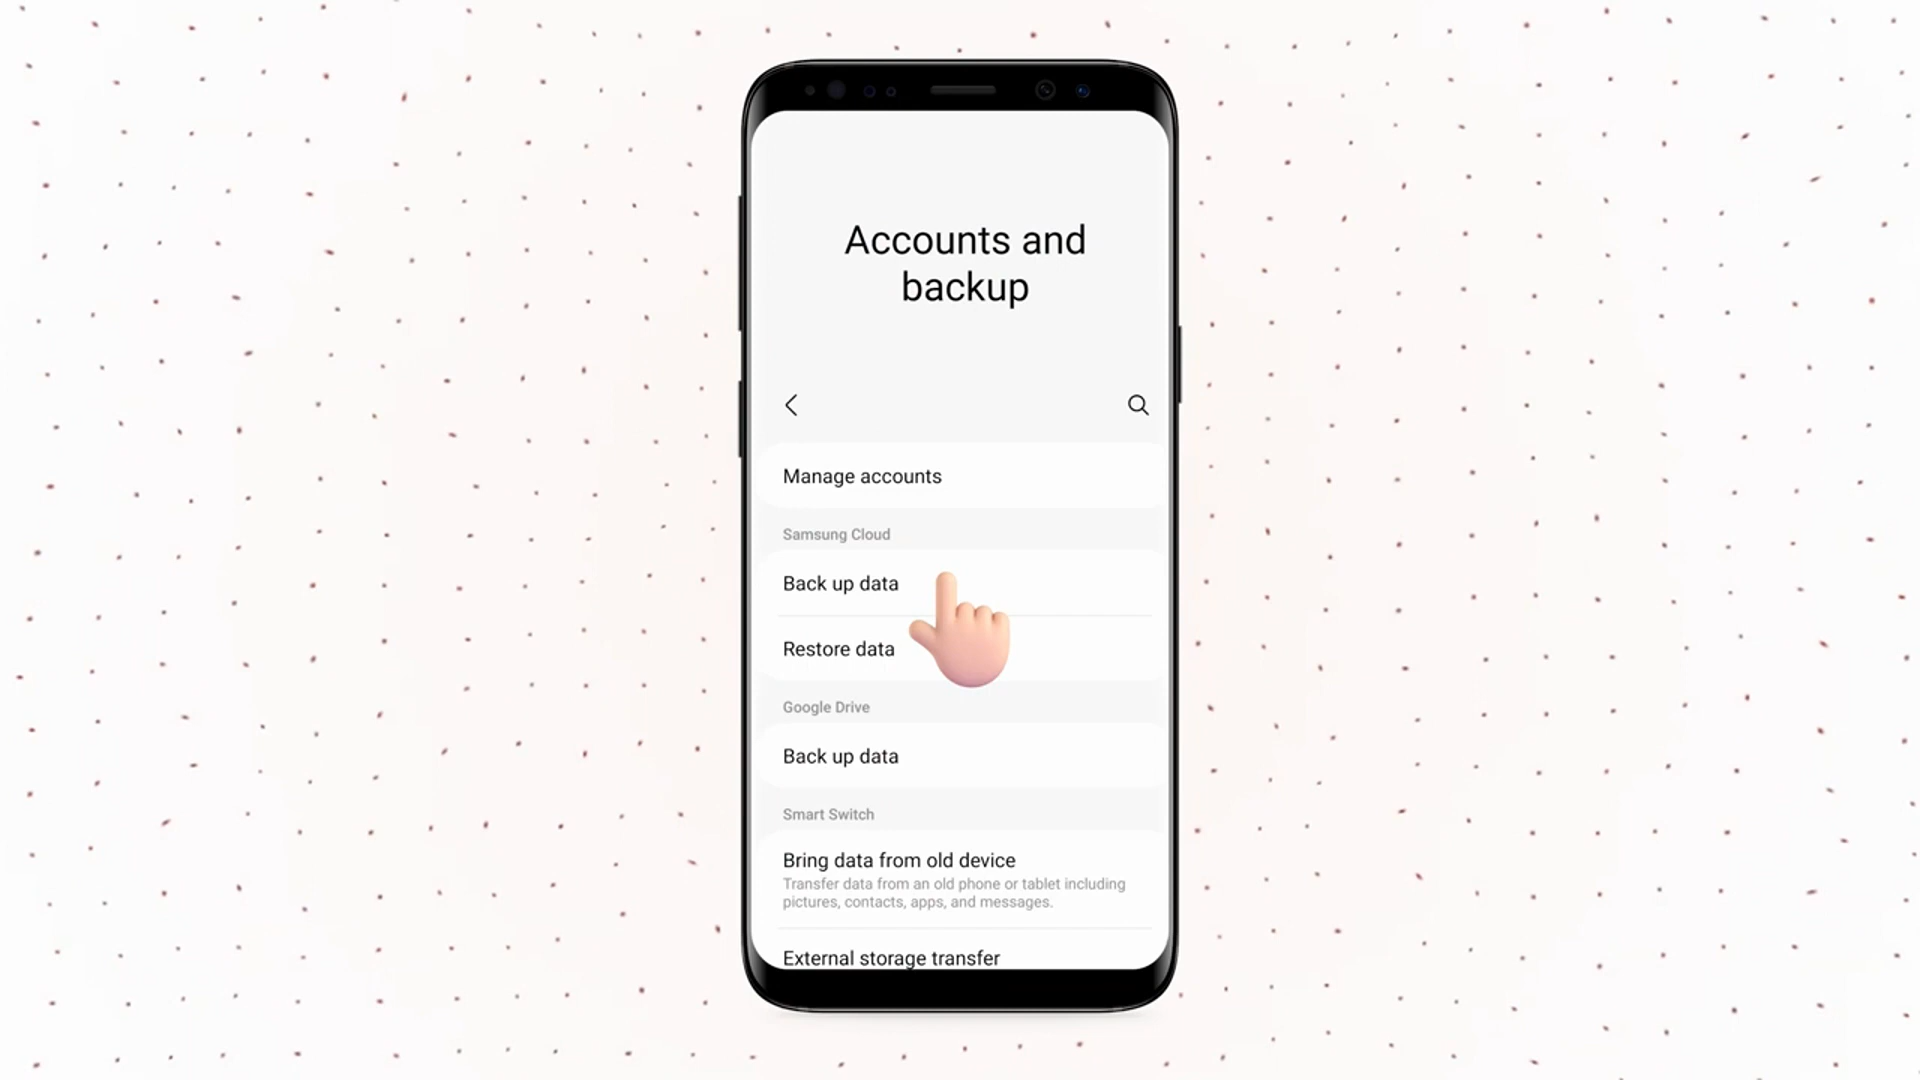 Accounts and
backup
Manage accounts
Samsung Cloud
Back up data
Restore data
Google Drive
Back up data
Smart Switch
Bring data from old device
Transfer data from an old phone or tablet including
pictures, contacts, apps, and messages.
External storage transfer